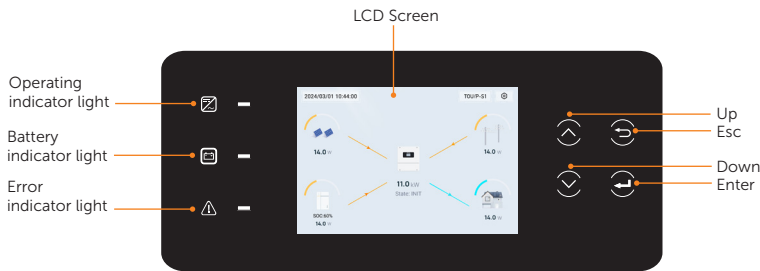 LCD Screen
Operating
indicator light
Battery
indicator light
Error
indicator light
2024/03/01 10:44:00
TOU/P-S1
14.0 W
14.0 W
11.0 kW
State: INIT
SOC:60%
14.0 W
14.0 W
Up
Esc
Down
Enter